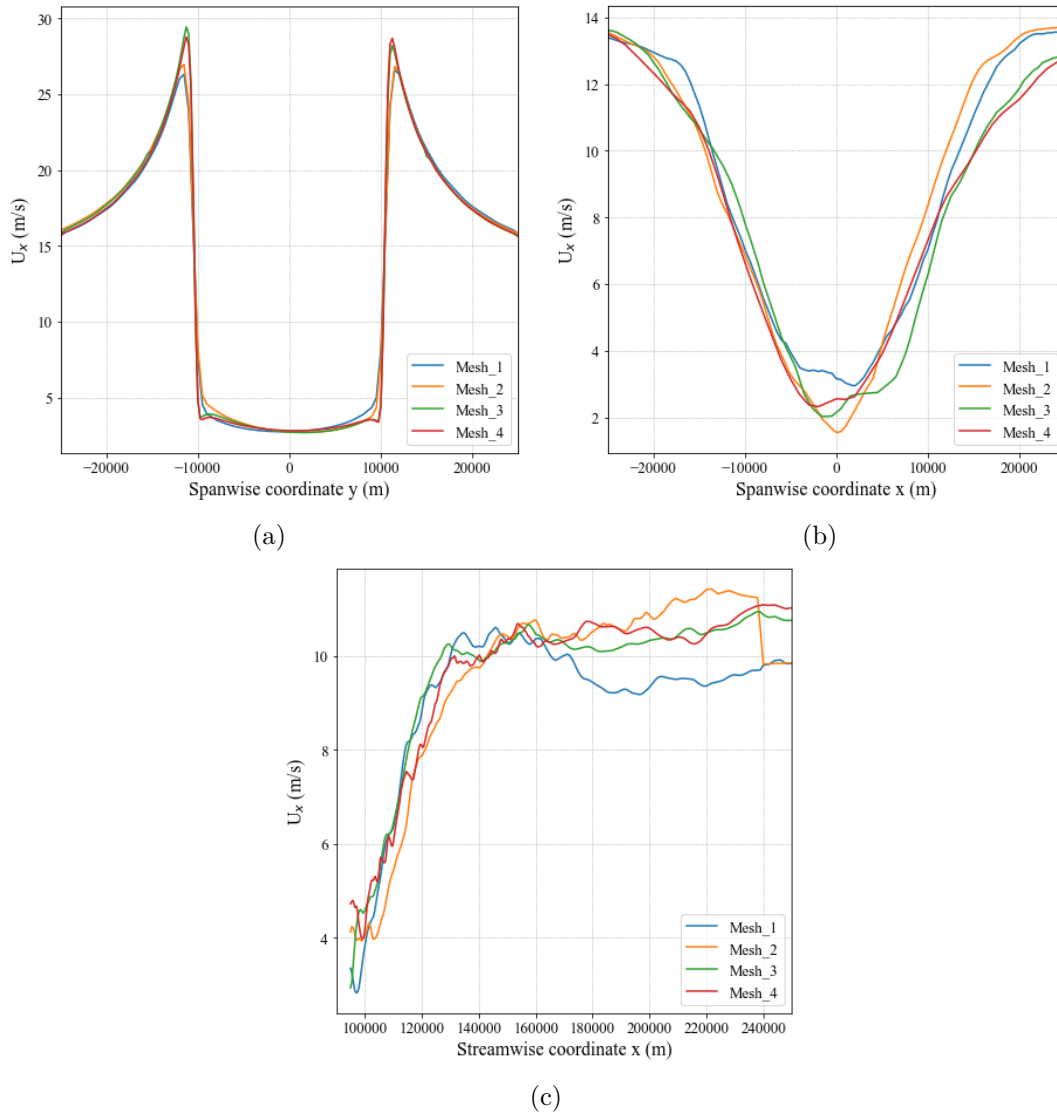 30
25
20
15
10
5
U_x (m/s)
−20000 −10000 0 10000 20000
Spanwise coordinate y (m)
Mesh_1
Mesh_2
Mesh_3
Mesh_4
(a)
14
12
10
8
6
4
2
U_x (m/s)
−20000 −10000 0 10000 20000
Spanwise coordinate x (m)
Mesh_1
Mesh_2
Mesh_3
Mesh_4
(b)
10
8
6
4
U_x (m/s)
100000 120000 140000 160000 180000 200000 220000 240000
Streamwise coordinate x (m)
Mesh_1
Mesh_2
Mesh_3
Mesh_4
(c)